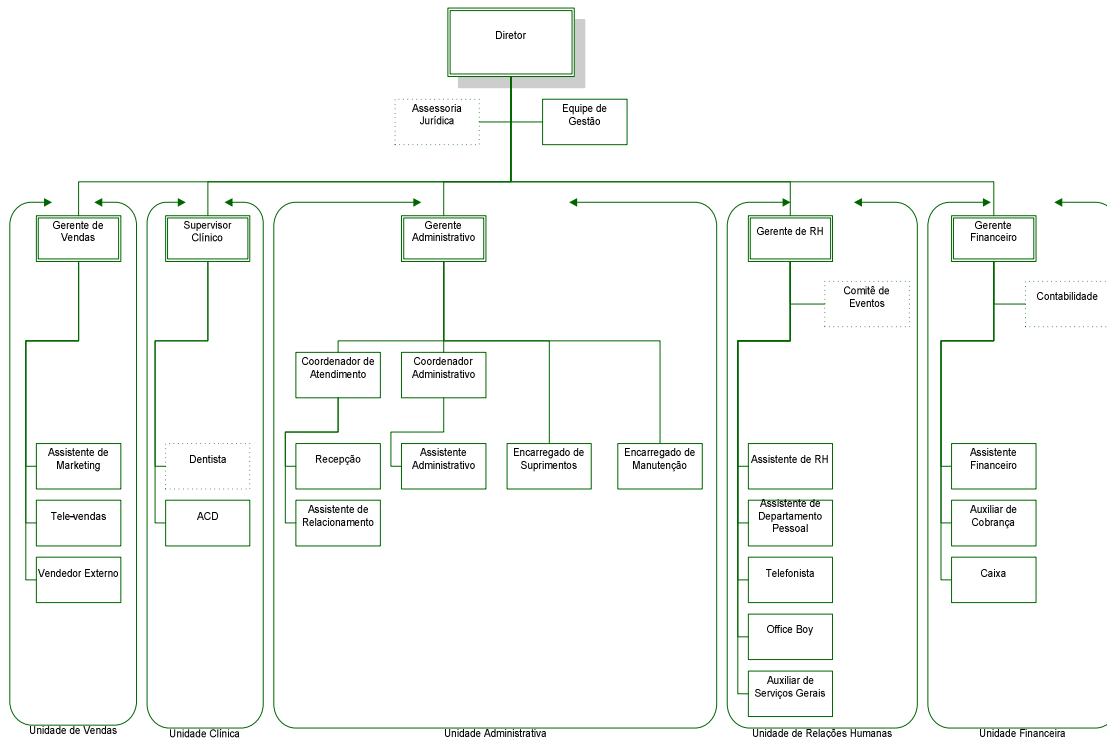 Diretor
Assessoria
Jurídica
Equipe de
Gestão
Gerente de
Vendas
Supervisor
Clínico
Gerente
Administrativo
Gerente de RH
Gerente
Financeiro
Comitê de
Eventos
Contabilidade
Coordenador de
Atendimento
Coordenador
Administrativo
Assistente de
Marketing
Dentista
Recepção
Assistente
Administrativo
Encarregado de
Suprimentos
Encarregado de
Manutenção
Assistente de RH
Assistente
Financeiro
Tele-vendas
ACD
Assistente de
Relacionamento
Assistente de
Departamento
Pessoal
Auxiliar de
Cobrança
Vendedor Externo
Telefonista
Caixa
Office Boy
Auxiliar de
Serviços Gerais
Unidade de Vendas
Unidade Clínica
Unidade Administrativa
Unidade de Relações Humanas
Unidade Financeira